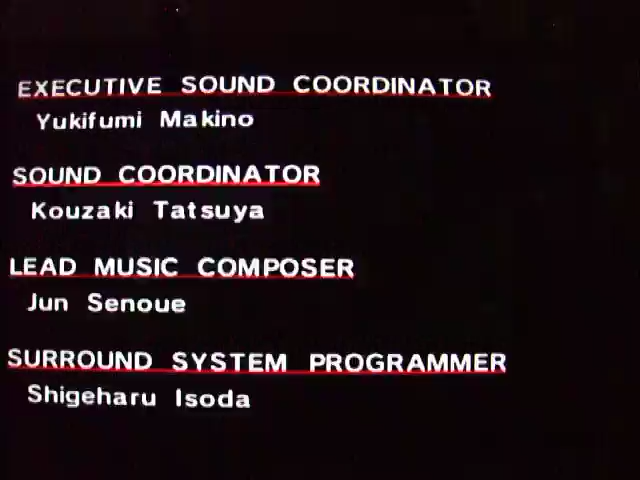 EXECUTIVE SOUND COORDINATOR
Yukifumi Makino
SOUND COORDINATOR
Kouzaki Tatsuya
LEAD MUSIC COMPOSER
Jun Senoue
SURROUND SYSTEM PROGRAMMER
Shigeharu Isoda